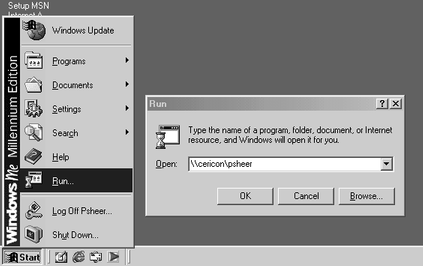 Setup MSN
Internet A
Windows Update
Programs
Documents
Settings
Search
Help
Run...
Log Off Psheer...
Shut Down...
Windows Me Millennium Edition
Start
Run
Type the name of a program, folder, document, or Internet
resource, and Windows will open it for you.
Open:
\\cericon\psheer
OK
Cancel
Browse...